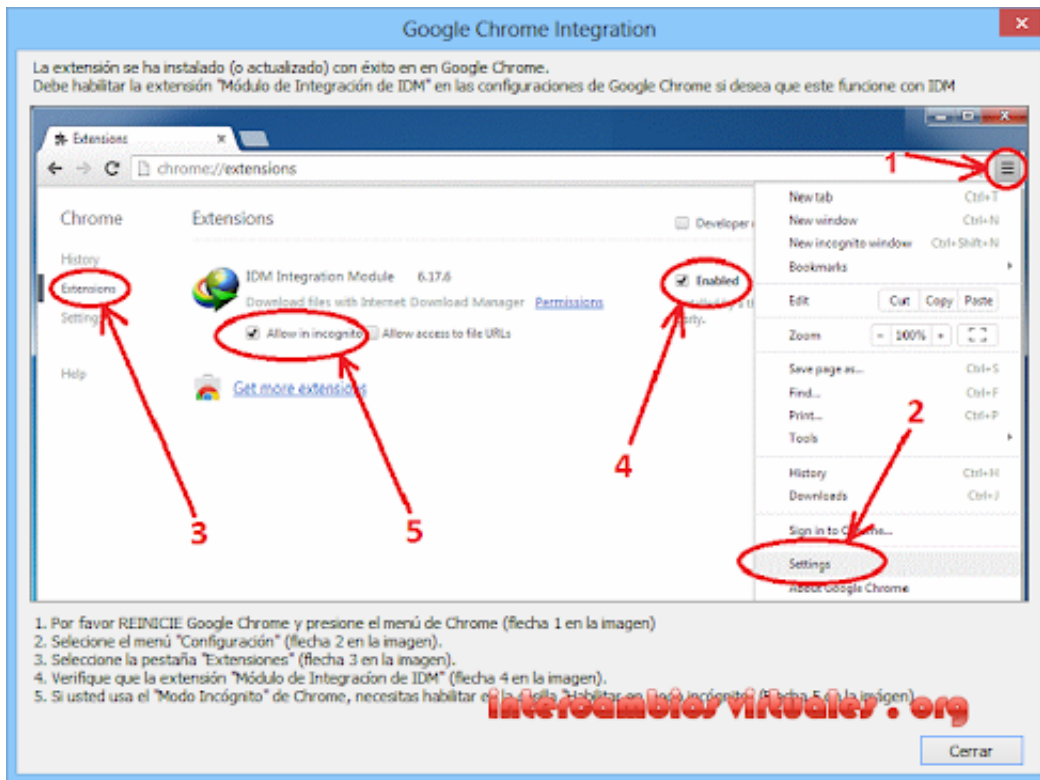 Google Chrome Integration
La extensión se ha instalado (o actualizado) con éxito en en Google Chrome.
Debe habilitar la extensión "Módulo de Integración de IDM" en las configuraciones de Google Chrome si desea que este funcione con IDM
Extensions
chrome://extensions
1
Chrome
History
Extensions
Settings
Help
Extensions
Developer
IDM Integration Module 6.17.6
Download files with Internet Download Manager Permissions
Allow in incognito Allow access to file URLs
Enabled
party.
Get more extensions
New tab Ctrl+T
New window Ctrl+N
New incognito window Ctrl+Shift+N
Bookmarks
Edit Cut Copy Paste
Zoom - 100% +
Save page as... Ctrl+S
Find... Ctrl+F
Print... Ctrl+P
Tools
History Ctrl+H
Downloads Ctrl+J
Sign in to
Settings
About Google Chrome
2
3
4
5
1. Por favor REINICIE Google Chrome y presione el menú de Chrome (flecha 1 en la imagen)
2. Selecione el menú "Configuración" (flecha 2 en la imagen).
3. Seleccione la pestaña "Extensiones" (flecha 3 en la imagen).
4. Verifique que la extensión "Módulo de Integracion de IDM" (flecha 4 en la imagen).
5. Si usted usa el "Modo Incógnito" de Chrome, necesitas habilitar en la
intercambios virtuales . org
Cerrar